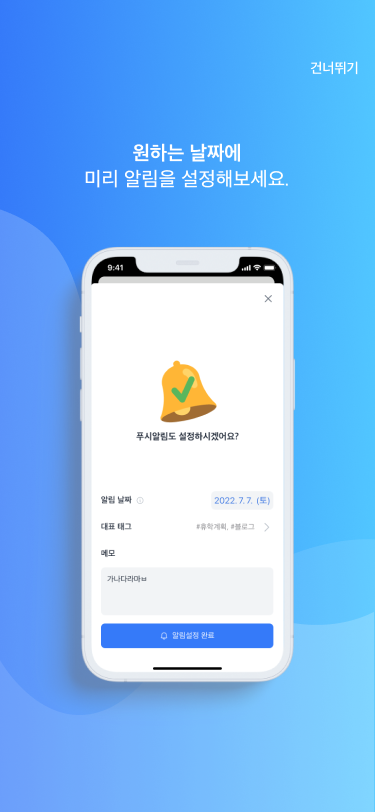 건너뛰기
원하는 날짜에
미리 알림을 설정해보세요.
9:41
푸시알림도 설정하시겠어요?
알림 날짜 2022. 7. 7. (토)
대표 태그 #휴학계획, #블로그
메모
가나다라마ㅂ
알림설정 완료